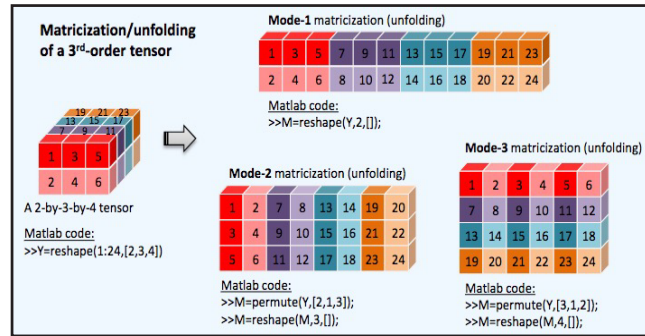 Matricization/unfolding
of a 3rd-order tensor
19 21 23
13 15 17
7 9 11
1 3 5
2 4 6
A 2-by-3-by-4 tensor
Matlab code:
>>Y=reshape(1:24,[2,3,4])
Mode-1 matricization (unfolding)
1 3 5 7 9 11 13 15 17 19 21 23
2 4 6 8 10 12 14 16 18 20 22 24
Matlab code:
>>M=reshape(Y,2,[]);
Mode-2 matricization (unfolding)
1 2 7 8 13 14 19 20
3 4 9 10 15 16 21 22
5 6 11 12 17 18 23 24
Matlab code:
>>M=permute(Y,[2,1,3]);
>>M=reshape(M,3,[]);
Mode-3 matricization (unfolding)
1 2 3 4 5 6
7 8 9 10 11 12
13 14 15 16 17 18
19 20 21 22 23 24
Matlab code:
>>M=permute(Y,[3,1,2]);
>>M=reshape(M,4,[]);